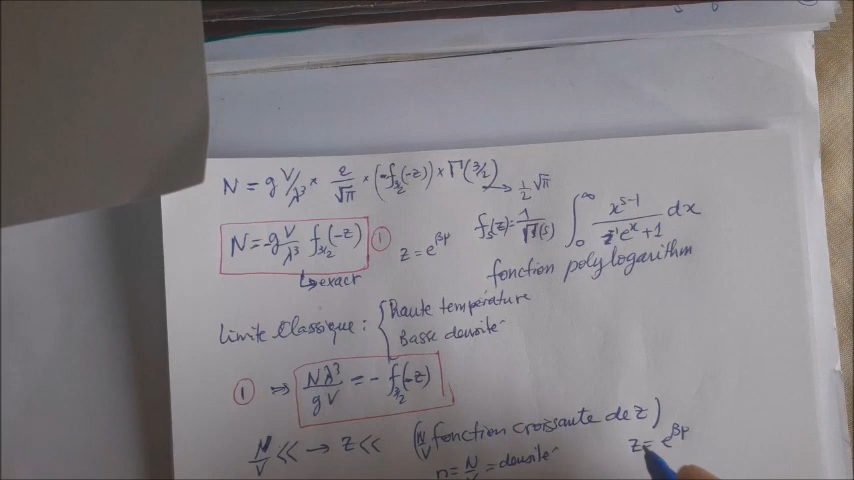 N = g V/λ³ × 2/√π × (-f_{3/2}(-z)) × Γ(3/2) → 1/2 √π
N = -g V/λ³ f_{3/2}(-z) ① z = e^{βμ} f_s(z) = 1/Γ(s) ∫_0^∞ x^{s-1}/(z^{-1}e^x + 1) dx
↳ exact
fonction polylogarithm
Limite Classique : { Haute température
Basse densité
① ⇒ Nλ³/gV = - f_{3/2}(-z)
N/V << → z << (N/V fonction croissante de z)
n = N/V = densité z = e^{βμ}